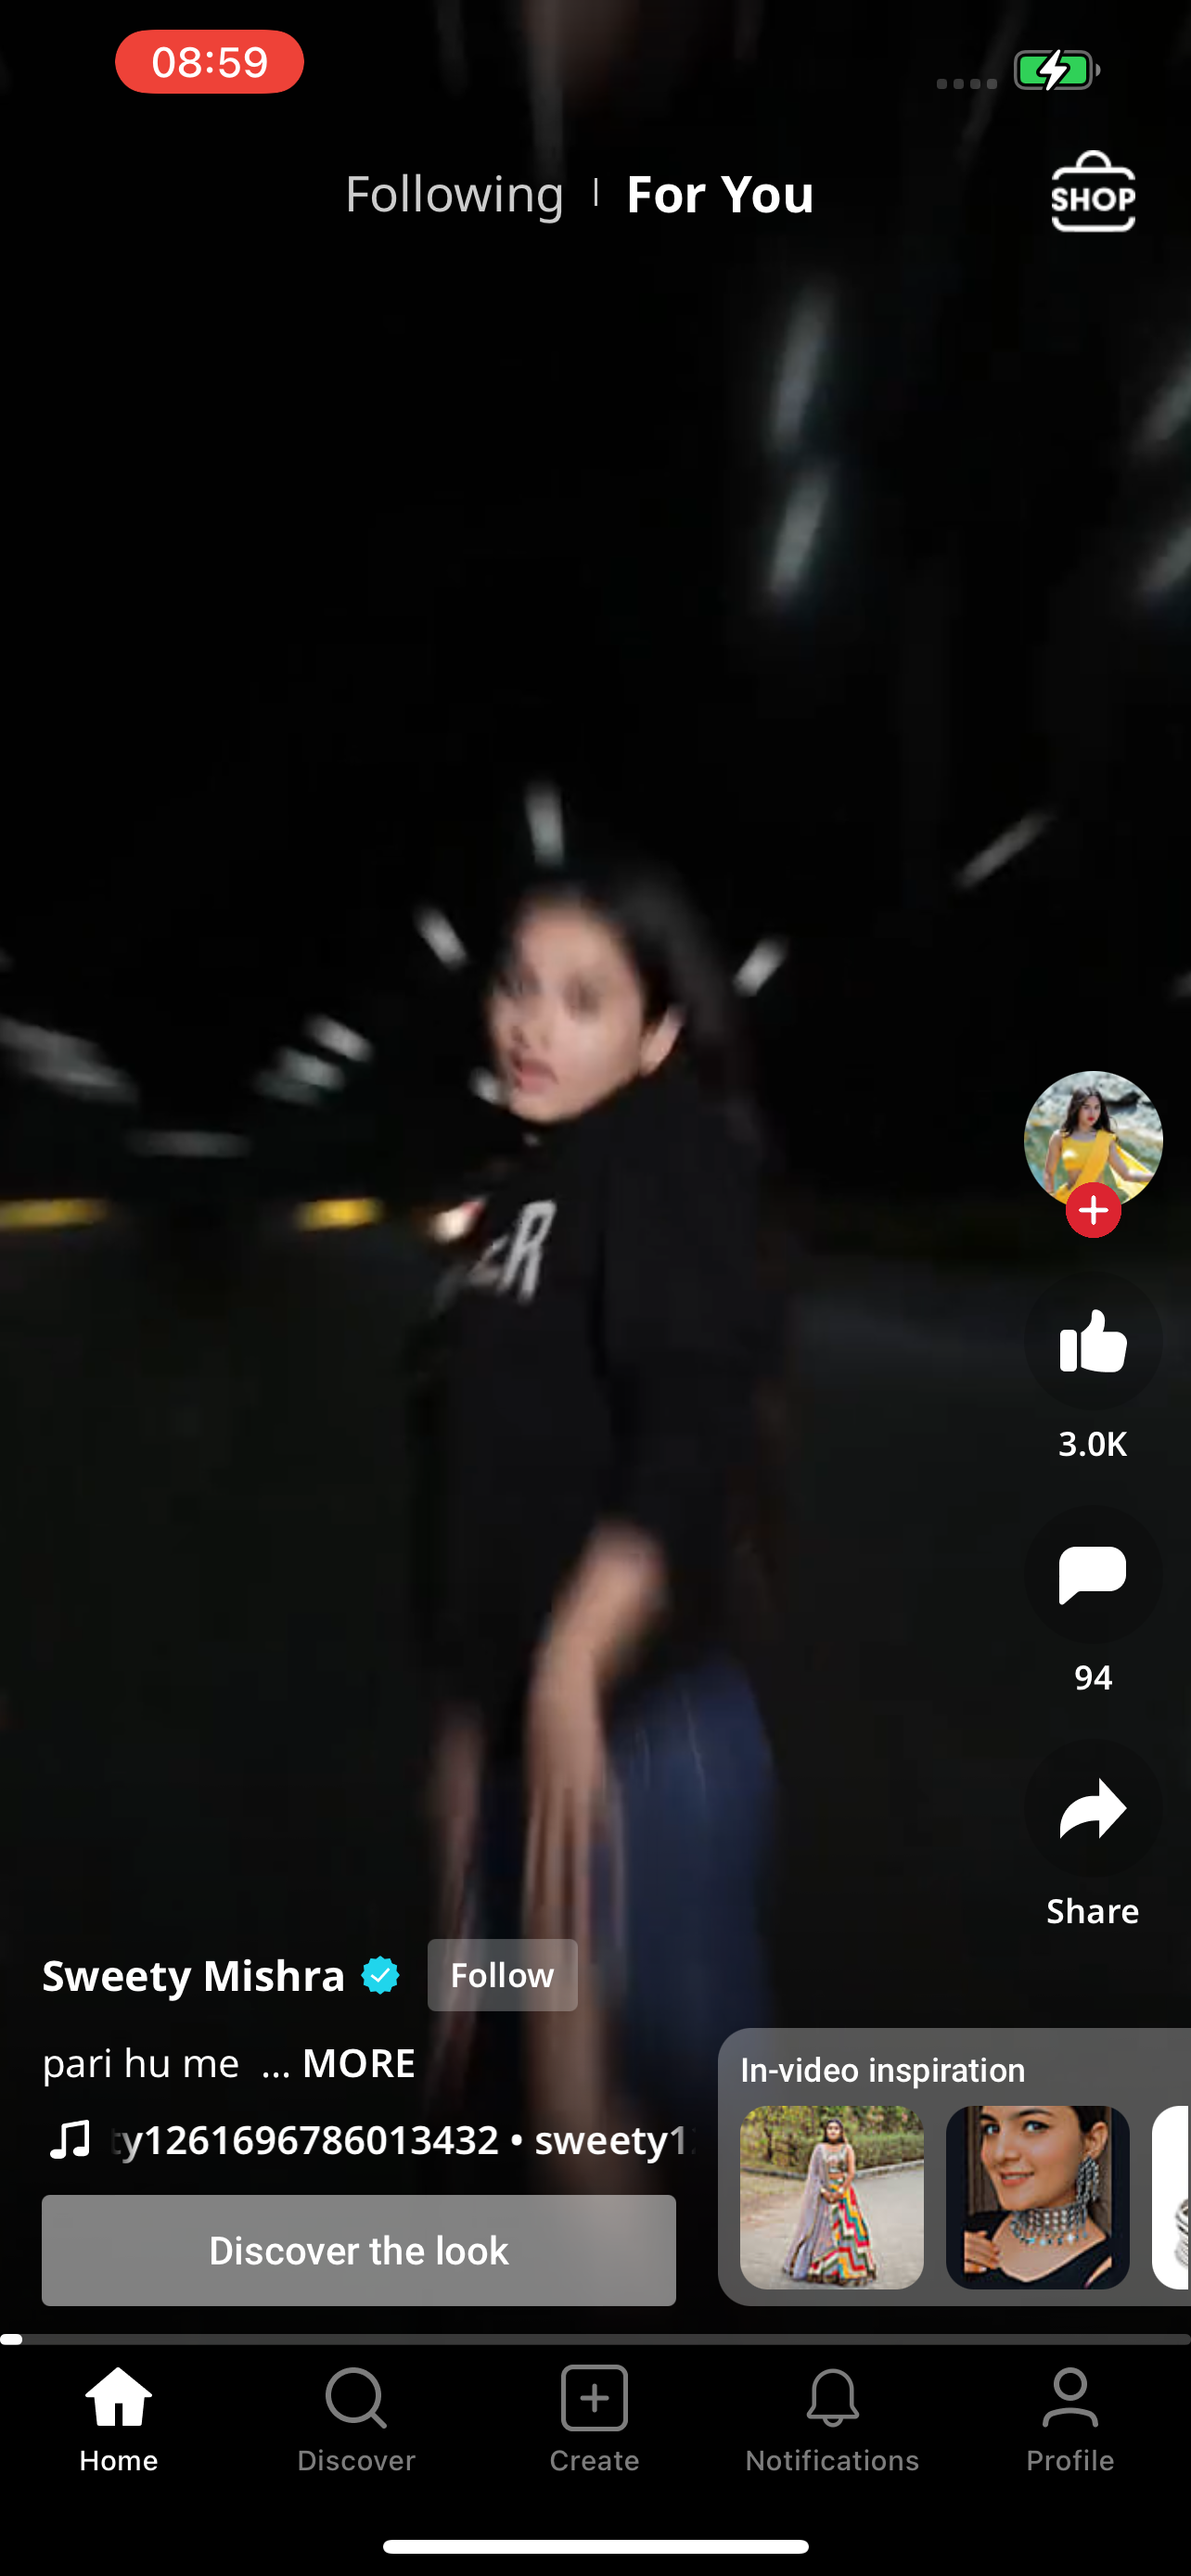 08:59
Following | For You
SHOP
ER
3.0K
94
Share
Sweety Mishra Follow
pari hu me ... MORE
ty1261696786013432 • sweety1
In-video inspiration
Discover the look
Home Discover Create Notifications Profile